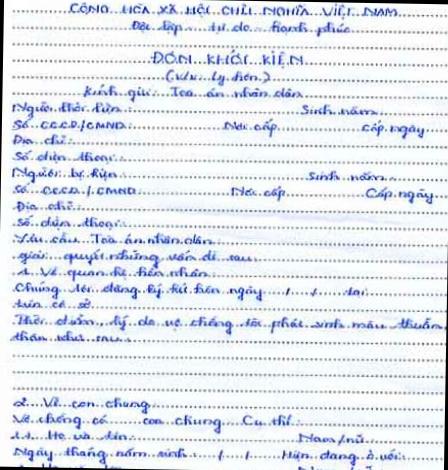 CỘNG HÒA XÃ HỘI CHỦ NGHĨA VIỆT NAM
Độc lập tự do hạnh phúc
ĐƠN KHỞI KIỆN
(V/v: Ly hôn)
Kính gửi: Tòa án nhân dân
Người khởi kiện: Sinh năm:
Số CCCD/CMND: Nơi cấp Cấp ngày
Địa chỉ:
Số điện thoại:
Người bị kiện Sinh năm:
Số CCCD/CMND: Nơi cấp Cấp ngày
Địa chỉ:
Số điện thoại:
Yêu cầu Tòa án nhân dân
giải quyết những vấn đề sau:
1. Về quan hệ hôn nhân
Chúng tôi đăng ký kết hôn ngày / / tại
trên cơ sở
Thời điểm, lý do vợ chồng tôi phát sinh mâu thuẫn
như sau:
2. Về con chung
Vợ chồng có con chung Cụ thể:
1.1 Họ và tên: Nam/nữ
Ngày tháng năm sinh / / Hiện đang ở với: